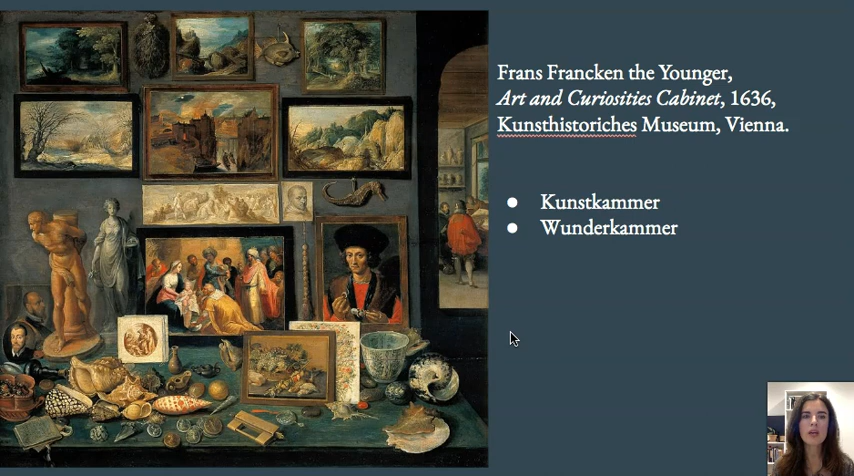 Frans Francken the Younger,
Art and Curiosities Cabinet, 1636,
Kunsthistoriches Museum, Vienna.
● Kunstkammer
● Wunderkammer